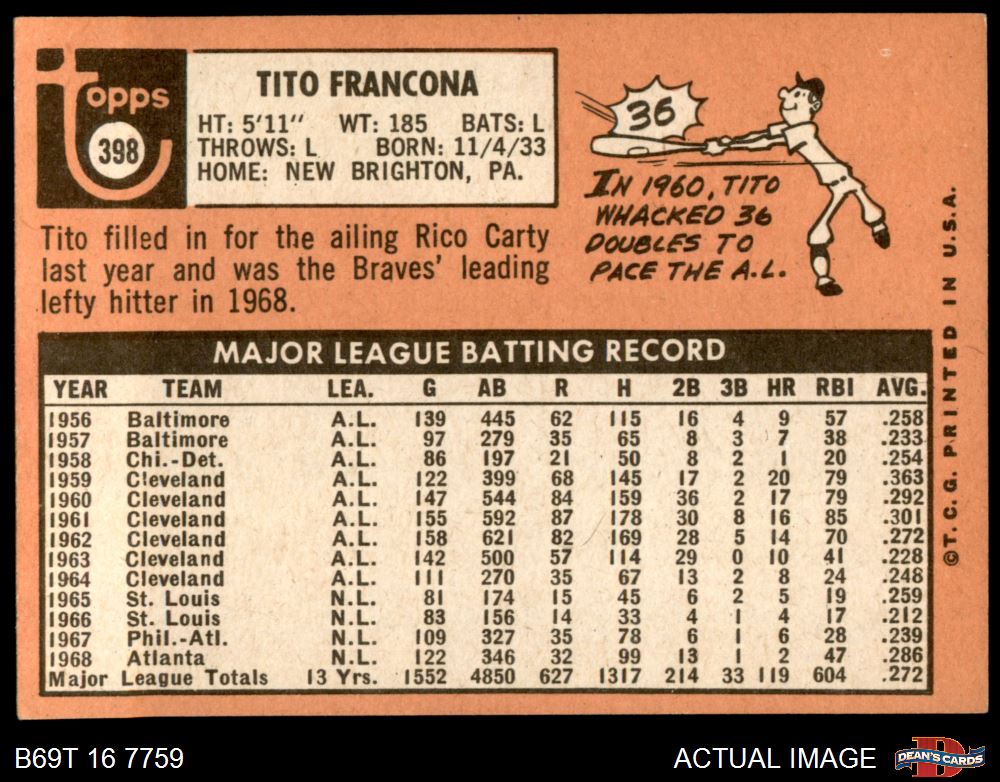 topps
398
TITO FRANCONA
HT: 5'11" WT: 185 BATS: L
THROWS: L BORN: 11/4/33
HOME: NEW BRIGHTON, PA.
36
IN 1960, TITO
WHACKED 36
DOUBLES TO
PACE THE A.L.
Tito filled in for the ailing Rico Carty
last year and was the Braves' leading
lefty hitter in 1968.
MAJOR LEAGUE BATTING RECORD
YEAR TEAM LEA. G AB R H 2B 3B HR RBI AVG.
1956 Baltimore A.L. 139 445 62 115 16 4 9 57 .258
1957 Baltimore A.L. 97 279 35 65 8 3 7 38 .233
1958 Chi.-Det. A.L. 86 197 21 50 8 2 1 20 .254
1959 Cleveland A.L. 122 399 68 145 17 2 20 79 .363
1960 Cleveland A.L. 147 544 84 159 36 2 17 79 .292
1961 Cleveland A.L. 155 592 87 178 30 8 16 85 .301
1962 Cleveland A.L. 158 621 82 169 28 5 14 70 .272
1963 Cleveland A.L. 142 500 57 114 29 0 10 41 .228
1964 Cleveland A.L. 111 270 35 67 13 2 8 24 .248
1965 St. Louis N.L. 81 174 15 45 6 2 5 19 .259
1966 St. Louis N.L. 83 156 14 33 4 1 4 17 .212
1967 Phil.-Atl. N.L. 109 327 35 78 6 1 6 28 .239
1968 Atlanta N.L. 122 346 32 99 13 1 2 47 .286
Major League Totals 13 Yrs. 1552 4850 627 1317 214 33 119 604 .272
©T.C.G. PRINTED IN U.S.A.
B69T 16 7759
ACTUAL IMAGE
D
DEAN'S CARDS